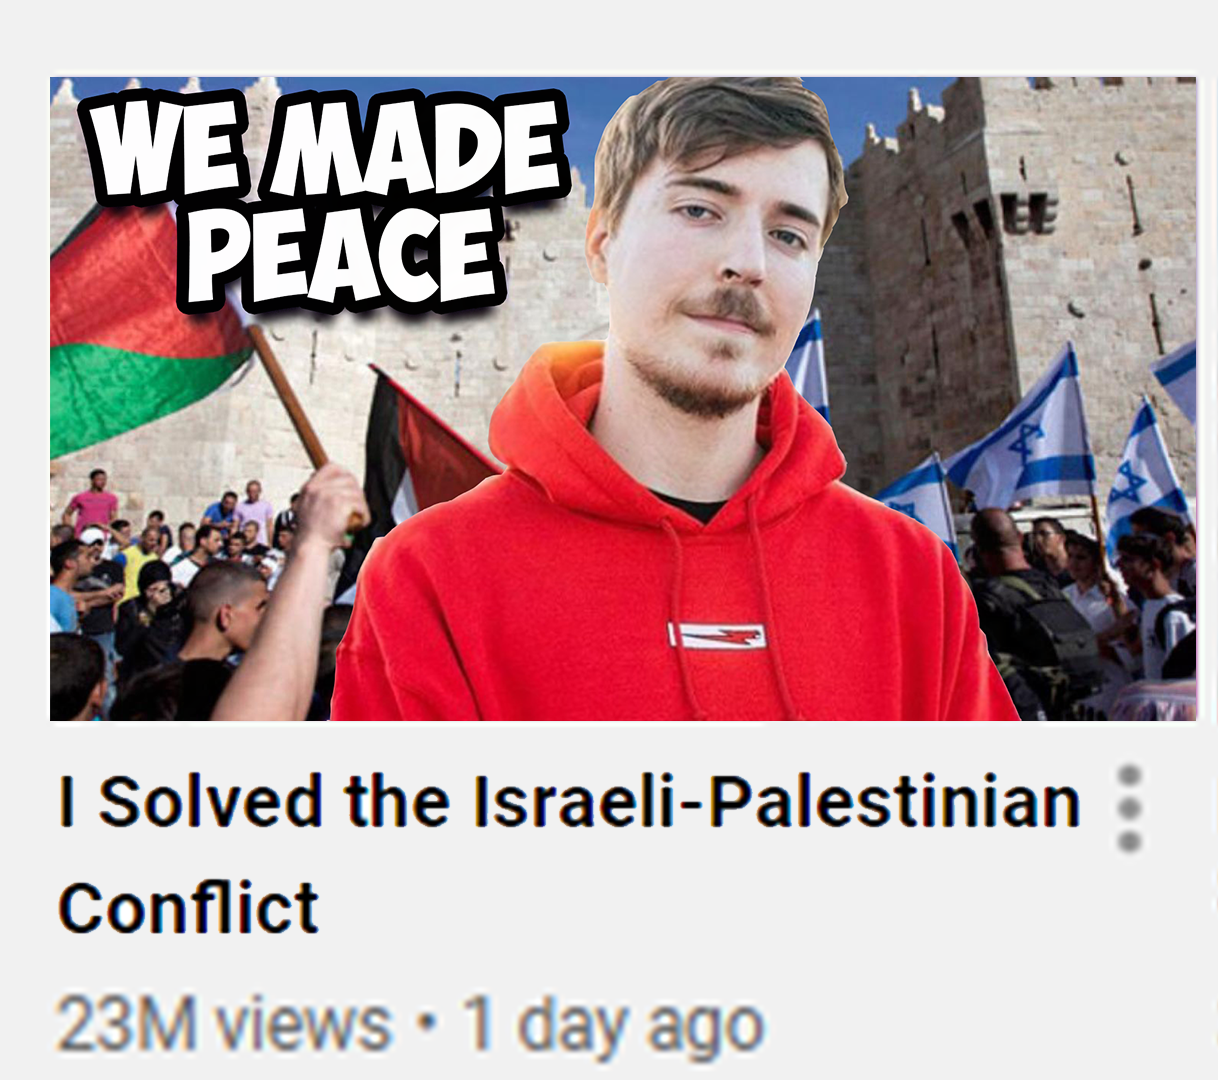 WE MADE
PEACE
I Solved the Israeli-Palestinian
Conflict
23M views • 1 day ago